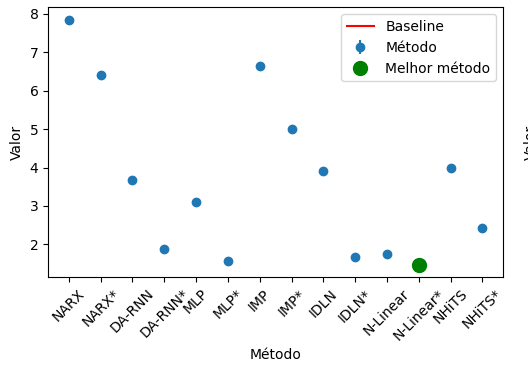 8
7
6
5
4
3
2
Valor
Baseline
Método
Melhor método
NARX
NARX*
DA-RNN
DA-RNN*
MLP
MLP*
IMP
IMP*
IDLN
IDLN*
N-Linear
N-Linear*
NHiTS
NHiTS*
Método
Valor